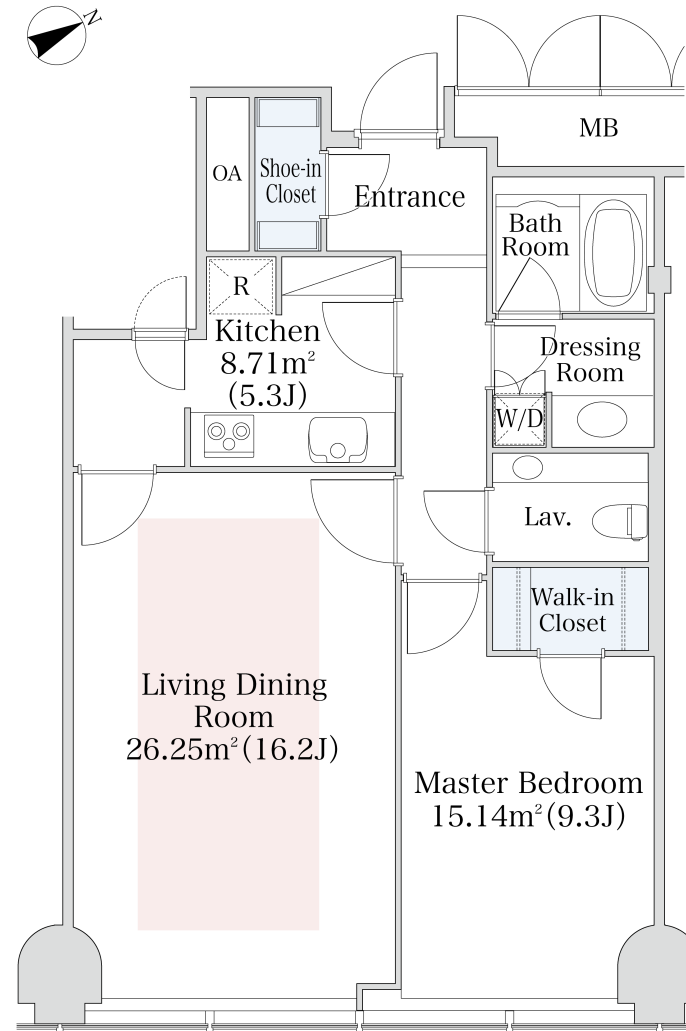 N
MB
OA
Shoe-in
Closet
Entrance
Bath
Room
R
Kitchen
8.71m²
(5.3J)
Dressing
Room
W/D
Lav.
Walk-in
Closet
Living Dining
Room
26.25m²(16.2J)
Master Bedroom
15.14m²(9.3J)